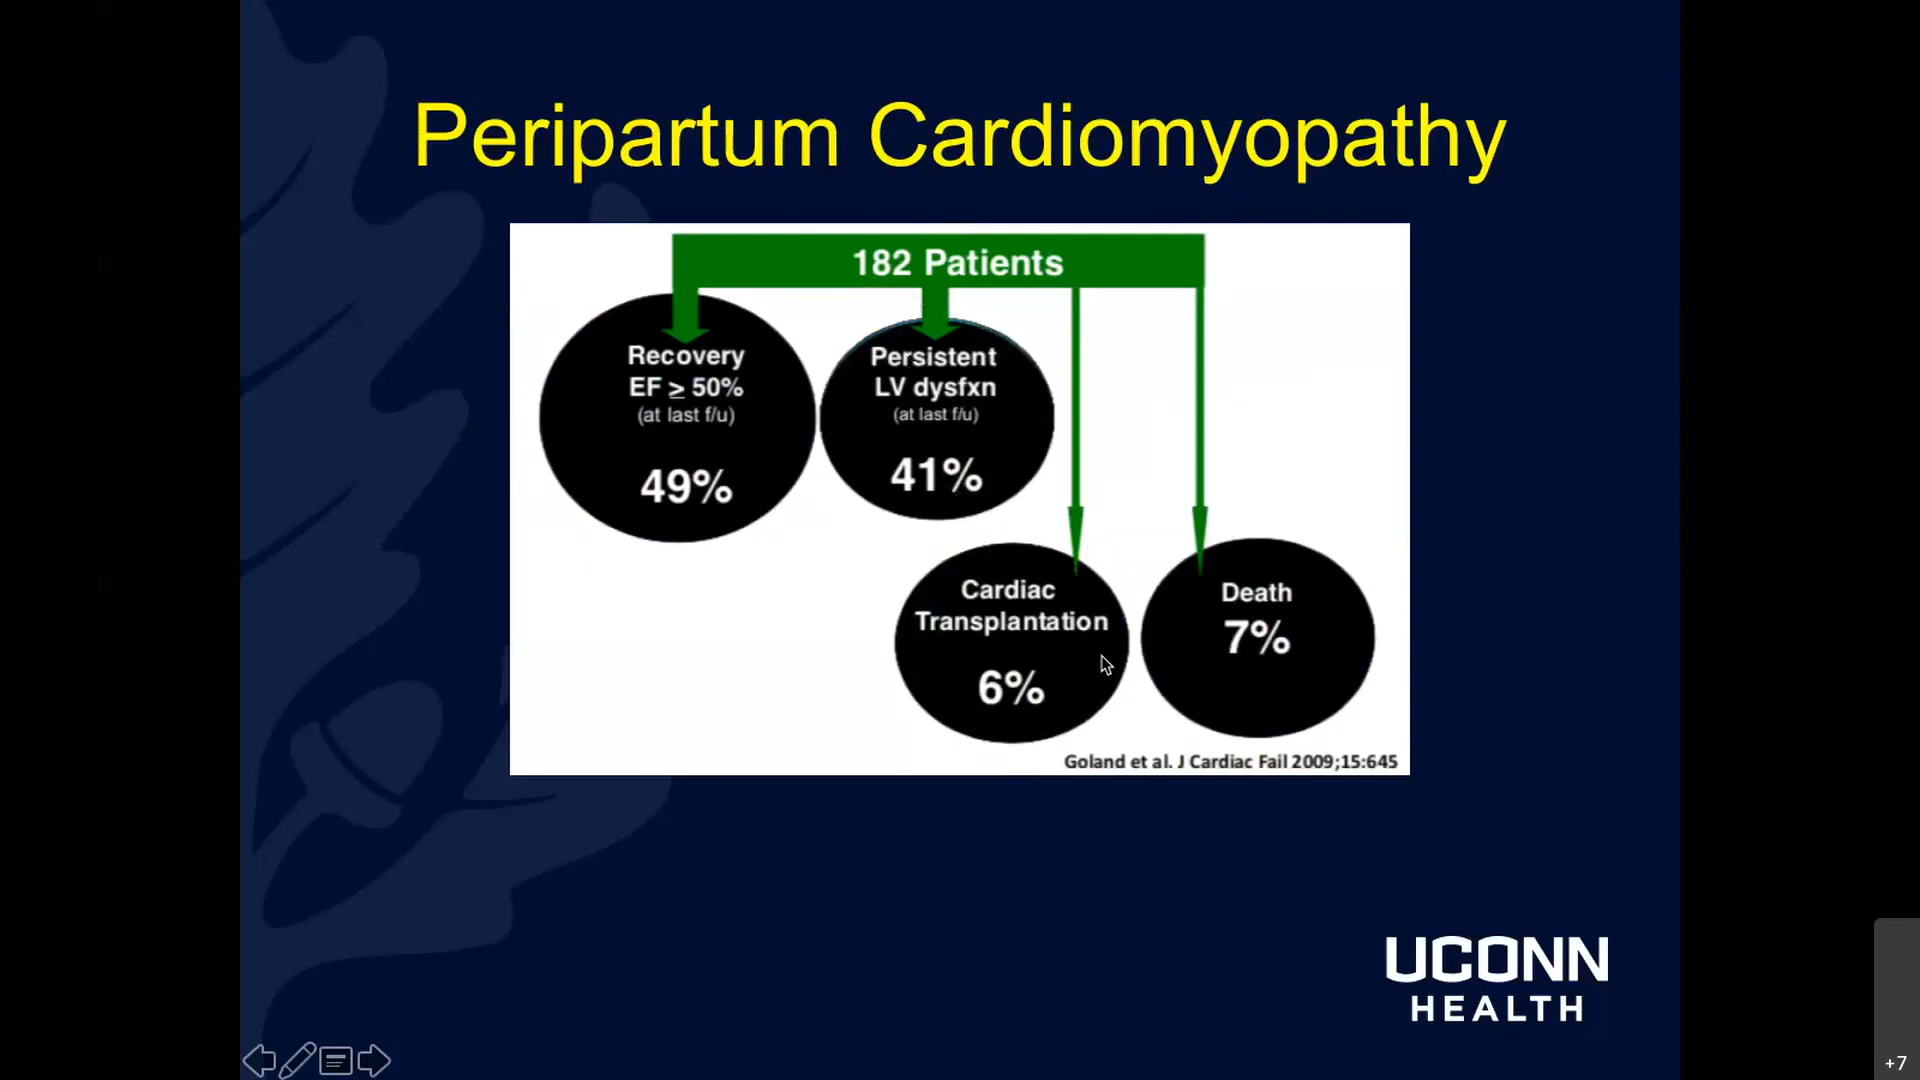 Peripartum Cardiomyopathy
182 Patients
Recovery
EF ≥ 50%
(at last f/u)
49%
Persistent
LV dysfxn
(at last f/u)
41%
Cardiac
Transplantation
6%
Death
7%
Goland et al. J Cardiac Fail 2009;15:645
UCONN
HEALTH
+7